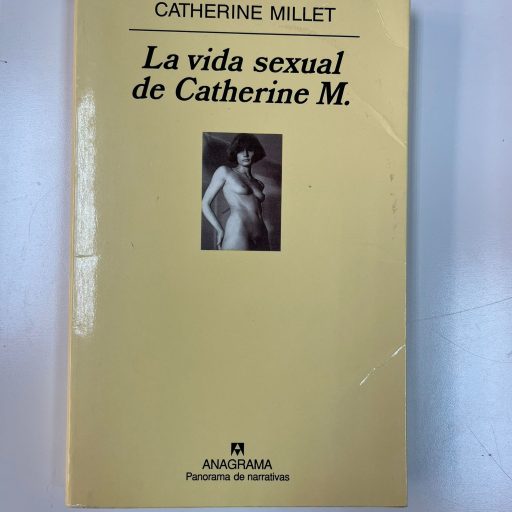 CATHERINE MILLET
La vida sexual
de Catherine M.
ANAGRAMA
Panorama de narrativas